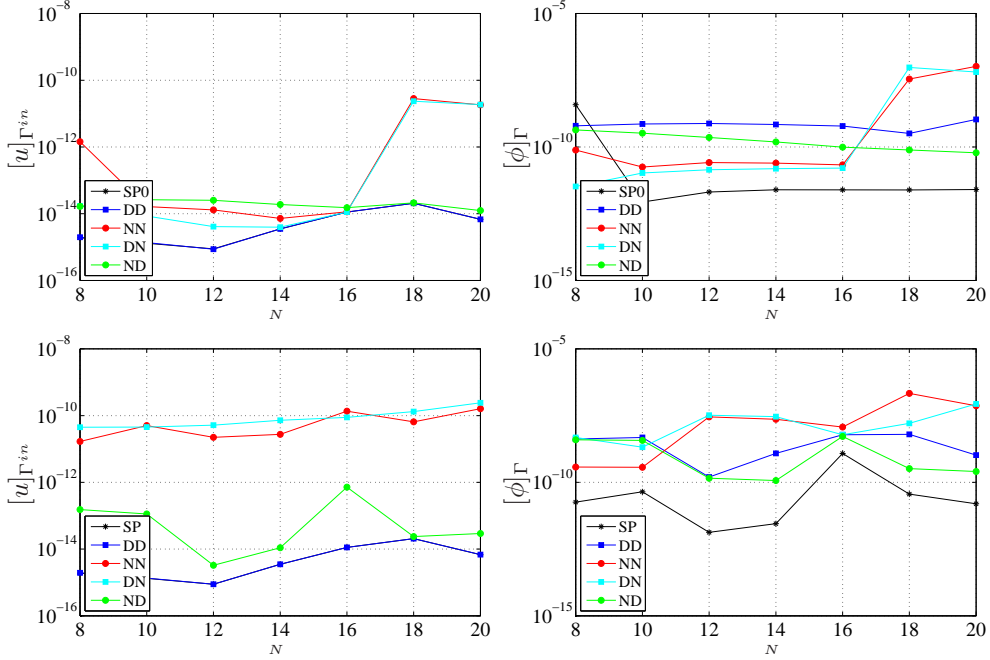 10^{-8}
10^{-10}
10^{-12}
10^{-14}
10^{-16}
[u]_{Γ^{in}}
SP0
DD
NN
DN
ND
8 10 12 14 16 18 20
N
10^{-5}
10^{-10}
10^{-15}
[ϕ]_Γ
SP0
DD
NN
DN
ND
8 10 12 14 16 18 20
N
10^{-8}
10^{-10}
10^{-12}
10^{-14}
10^{-16}
[u]_{Γ^{in}}
SP
DD
NN
DN
ND
8 10 12 14 16 18 20
N
10^{-5}
10^{-10}
10^{-15}
[ϕ]_Γ
SP
DD
NN
DN
ND
8 10 12 14 16 18 20
N